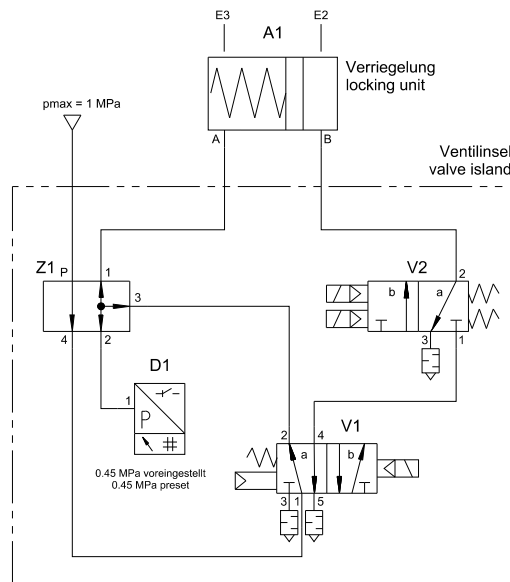 E3 E2
A1
Verriegelung
locking unit
pmax = 1 MPa
A B
Ventilinsel
valve island
Z1 P 1
3
4 2
V2
2
b a
3 1
D1
1
P
0.45 MPa voreingestellt
0.45 MPa preset
V1
2 4
a b
3 1 5